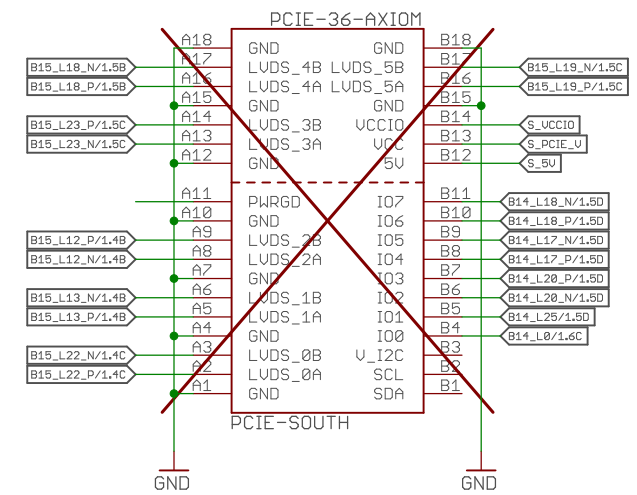 PCIE-36-AXIOM
A18 GND GND B18
B15_L18_N/1.5B A17 LVDS_4B LVDS_5B B17 B15_L19_N/1.5C
B15_L18_P/1.5B A16 LVDS_4A LVDS_5A B16 B15_L19_P/1.5C
A15 GND GND B15
B15_L23_P/1.5C A14 LVDS_3B VCCIO B14 S_VCCIO
B15_L23_N/1.5C A13 LVDS_3A VCC B13 S_PCIE_V
A12 GND 5V B12 S_5V
A11 PWRGD IO7 B11 B14_L18_N/1.5D
A10 GND IO6 B10 B14_L18_P/1.5D
B15_L12_P/1.4B A9 LVDS_2B IO5 B9 B14_L17_N/1.5D
B15_L12_N/1.4B A8 LVDS_2A IO4 B8 B14_L17_P/1.5D
A7 GND IO3 B7 B14_L20_P/1.5D
B15_L13_N/1.4B A6 LVDS_1B IO2 B6 B14_L20_N/1.5D
B15_L13_P/1.4B A5 LVDS_1A IO1 B5 B14_L25/1.5D
A4 GND IO0 B4 B14_L0/1.6C
B15_L22_N/1.4C A3 LVDS_0B V_I2C B3
B15_L22_P/1.4C A2 LVDS_0A SCL B2
A1 GND SDA B1
PCIE-SOUTH
GND GND